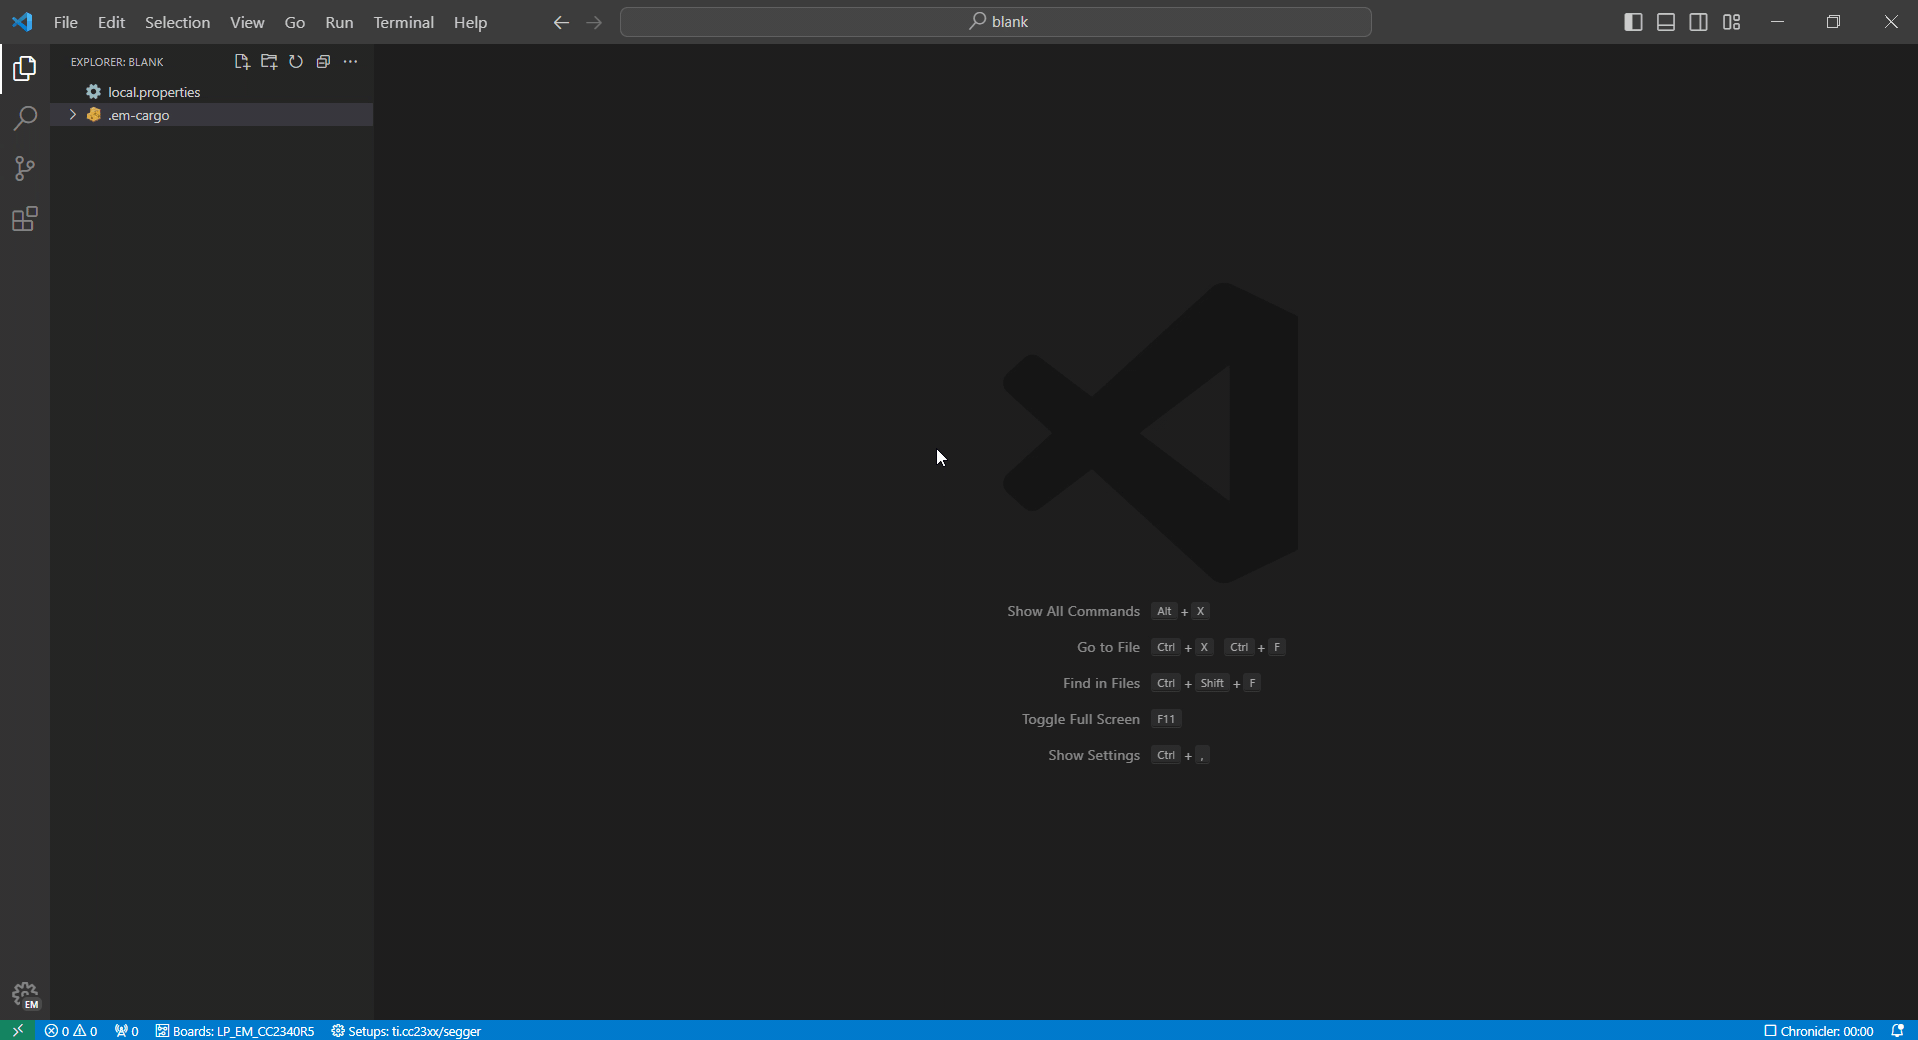 File Edit Selection View Go Run Terminal Help
blank
EXPLORER: BLANK
local.properties
.em-cargo
Show All Commands Alt + X
Go to File Ctrl + X Ctrl + F
Find in Files Ctrl + Shift + F
Toggle Full Screen F11
Show Settings Ctrl + ,
EM
0 0 0 Boards: LP_EM_CC2340R5 Setups: ti.cc23xx/segger Chronicler: 00:00